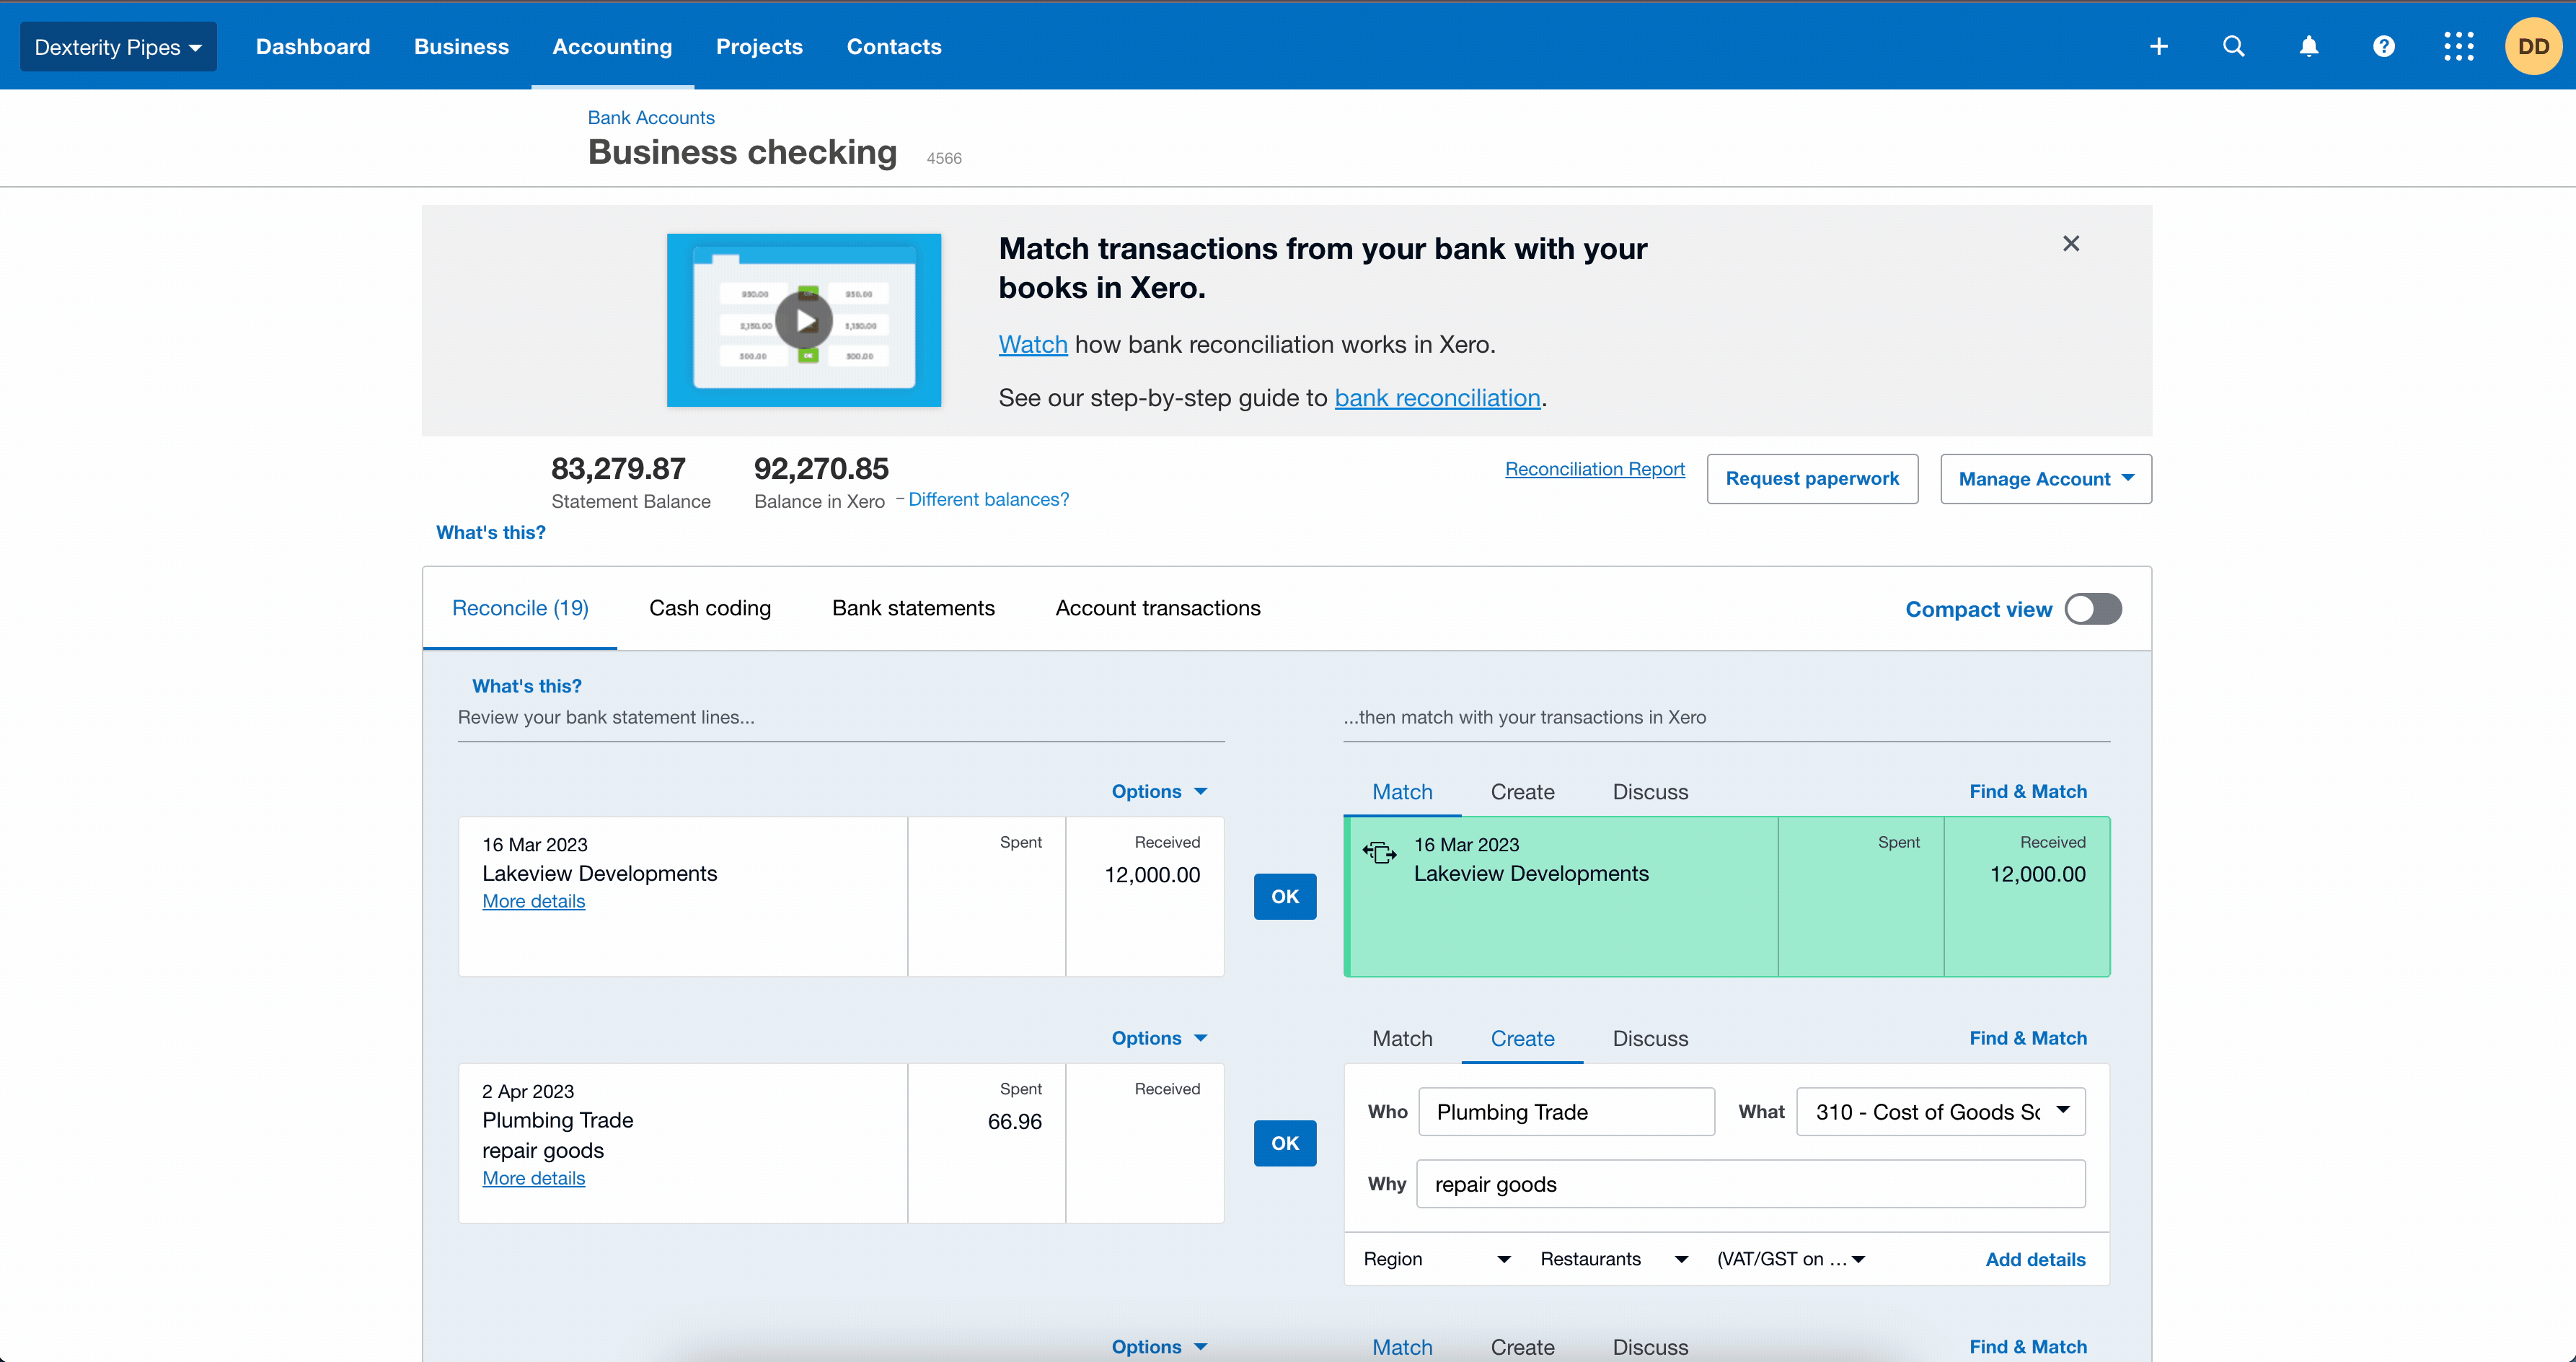 Dexterity Pipes
Dashboard
Business
Accounting
Projects
Contacts
DD
Bank Accounts
Business checking 4566
Match transactions from your bank with your
books in Xero.
Watch how bank reconciliation works in Xero.
See our step-by-step guide to bank reconciliation.
83,279.87
Statement Balance
92,270.85
Balance in Xero
– Different balances?
What's this?
Reconciliation Report
Request paperwork
Manage Account
Reconcile (19)
Cash coding
Bank statements
Account transactions
Compact view
What's this?
Review your bank statement lines...
...then match with your transactions in Xero
Options
Match
Create
Discuss
Find & Match
16 Mar 2023
Lakeview Developments
More details
Spent
Received
12,000.00
OK
16 Mar 2023
Lakeview Developments
Spent
Received
12,000.00
Options
Match
Create
Discuss
Find & Match
2 Apr 2023
Plumbing Trade
repair goods
More details
Spent
66.96
Received
OK
Who
Plumbing Trade
What
310 - Cost of Goods
Why
repair goods
Region
Restaurants
(VAT/GST on ...
Add details
Options
Match
Create
Discuss
Find & Match